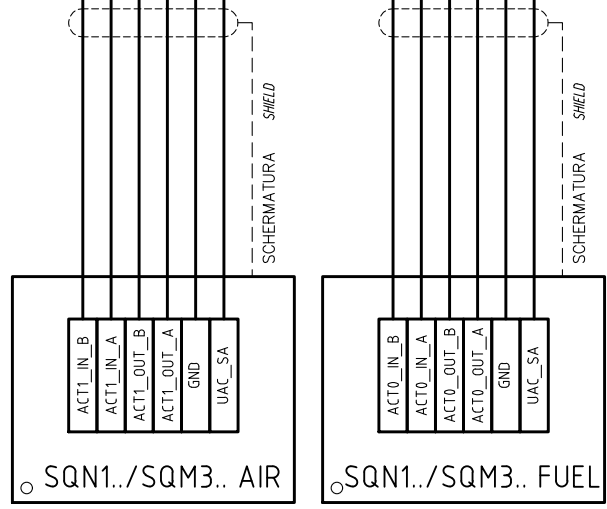 SCHERMATURA SHIELD
SCHERMATURA SHIELD
ACT1_IN_B
ACT1_IN_A
ACT1_OUT_B
ACT1_OUT_A
GND
UAC_SA
ACT0_IN_B
ACT0_IN_A
ACT0_OUT_B
ACT0_OUT_A
GND
UAC_SA
SQN1../SQM3.. AIR
SQN1../SQM3.. FUEL